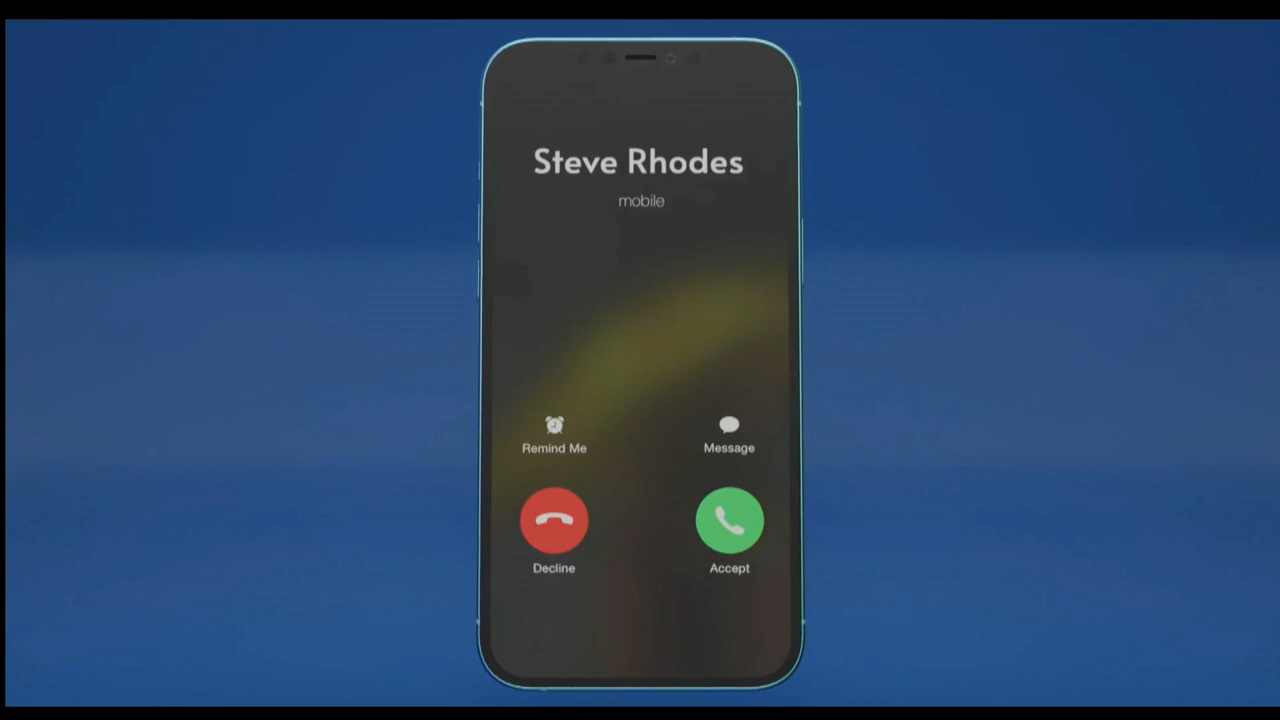 Steve Rhodes
mobile
Remind Me
Message
Decline
Accept